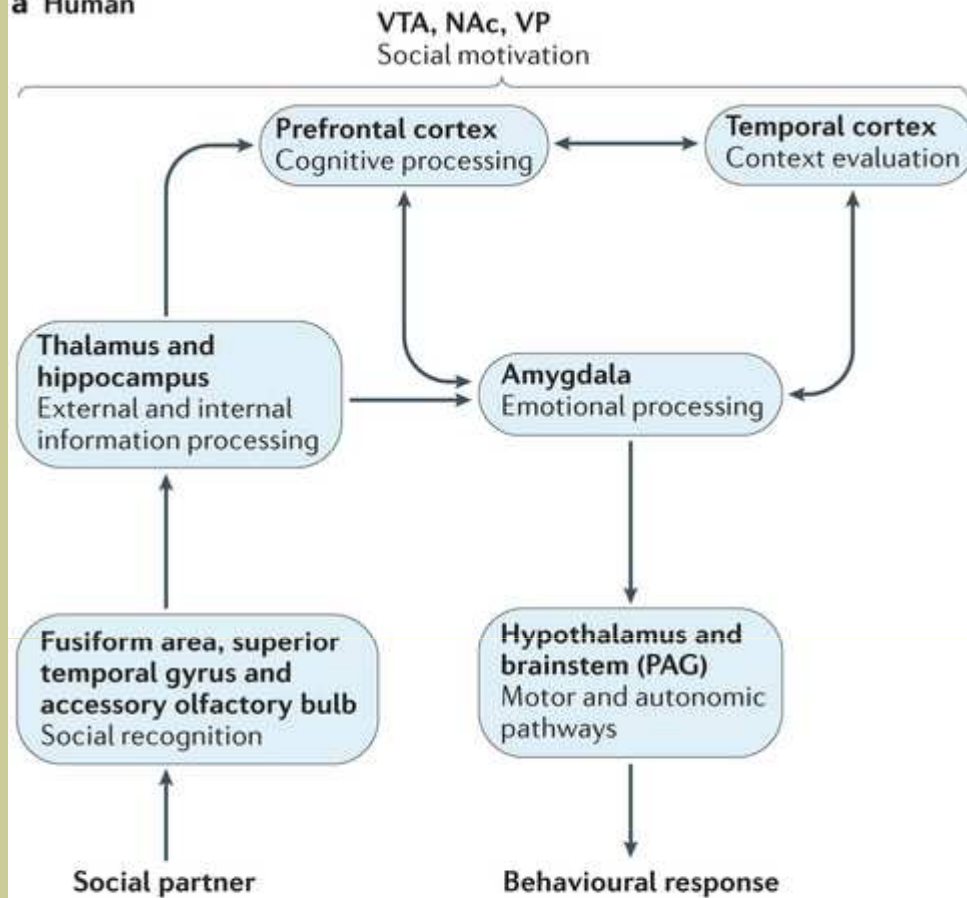 a Human
VTA, NAc, VP
Social motivation
Prefrontal cortex
Cognitive processing
Temporal cortex
Context evaluation
Thalamus and
hippocampus
External and internal
information processing
Amygdala
Emotional processing
Fusiform area, superior
temporal gyrus and
accessory olfactory bulb
Social recognition
Hypothalamus and
brainstem (PAG)
Motor and autonomic
pathways
Social partner
Behavioural response